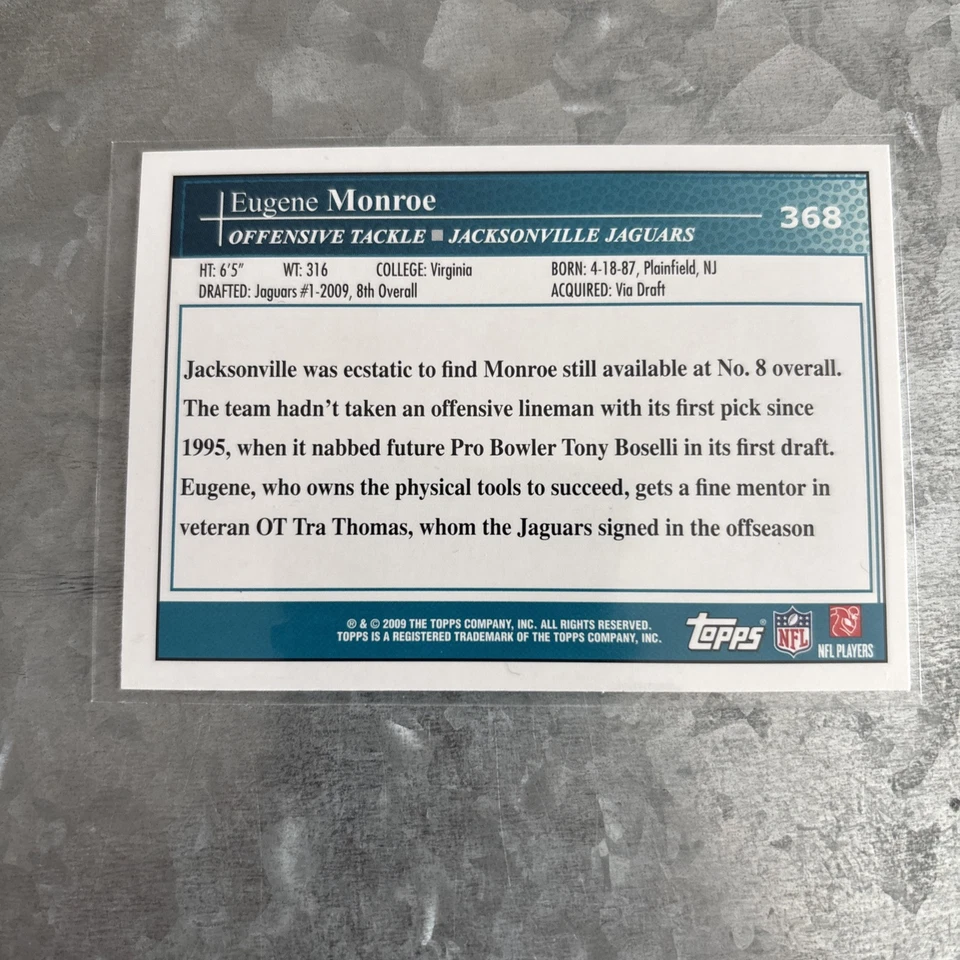 Eugene Monroe
368
OFFENSIVE TACKLE ■ JACKSONVILLE JAGUARS
HT: 6'5" WT: 316 COLLEGE: Virginia BORN: 4-18-87, Plainfield, NJ
DRAFTED: Jaguars #1-2009, 8th Overall ACQUIRED: Via Draft
Jacksonville was ecstatic to find Monroe still available at No. 8 overall.
The team hadn't taken an offensive lineman with its first pick since
1995, when it nabbed future Pro Bowler Tony Boselli in its first draft.
Eugene, who owns the physical tools to succeed, gets a fine mentor in
veteran OT Tra Thomas, whom the Jaguars signed in the offseason
® & © 2009 THE TOPPS COMPANY, INC. ALL RIGHTS RESERVED.
TOPPS IS A REGISTERED TRADEMARK OF THE TOPPS COMPANY, INC.
topps®
NFL
NFL PLAYERS